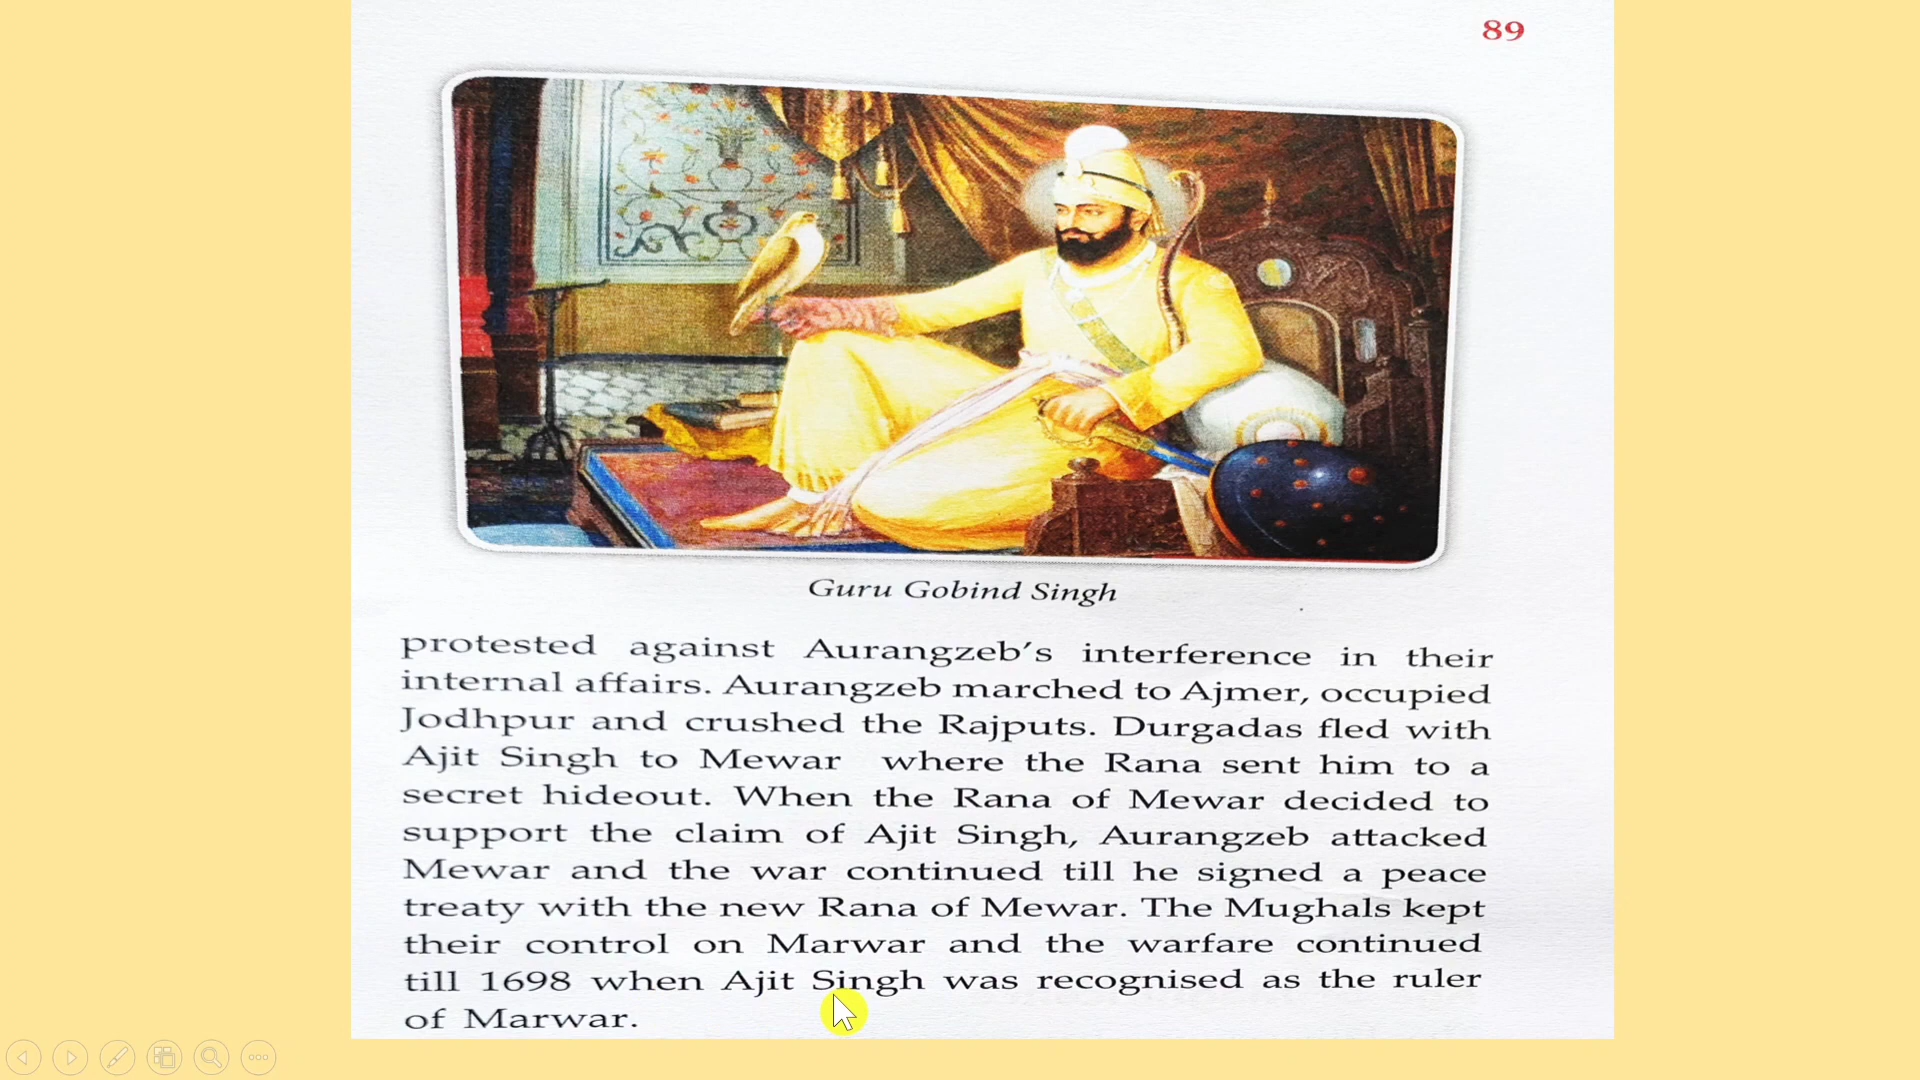 89
Guru Gobind Singh
protested against Aurangzeb's interference in their
internal affairs. Aurangzeb marched to Ajmer, occupied
Jodhpur and crushed the Rajputs. Durgadas fled with
Ajit Singh to Mewar where the Rana sent him to a
secret hideout. When the Rana of Mewar decided to
support the claim of Ajit Singh, Aurangzeb attacked
Mewar and the war continued till he signed a peace
treaty with the new Rana of Mewar. The Mughals kept
their control on Marwar and the warfare continued
till 1698 when Ajit Singh was recognised as the ruler
of Marwar.